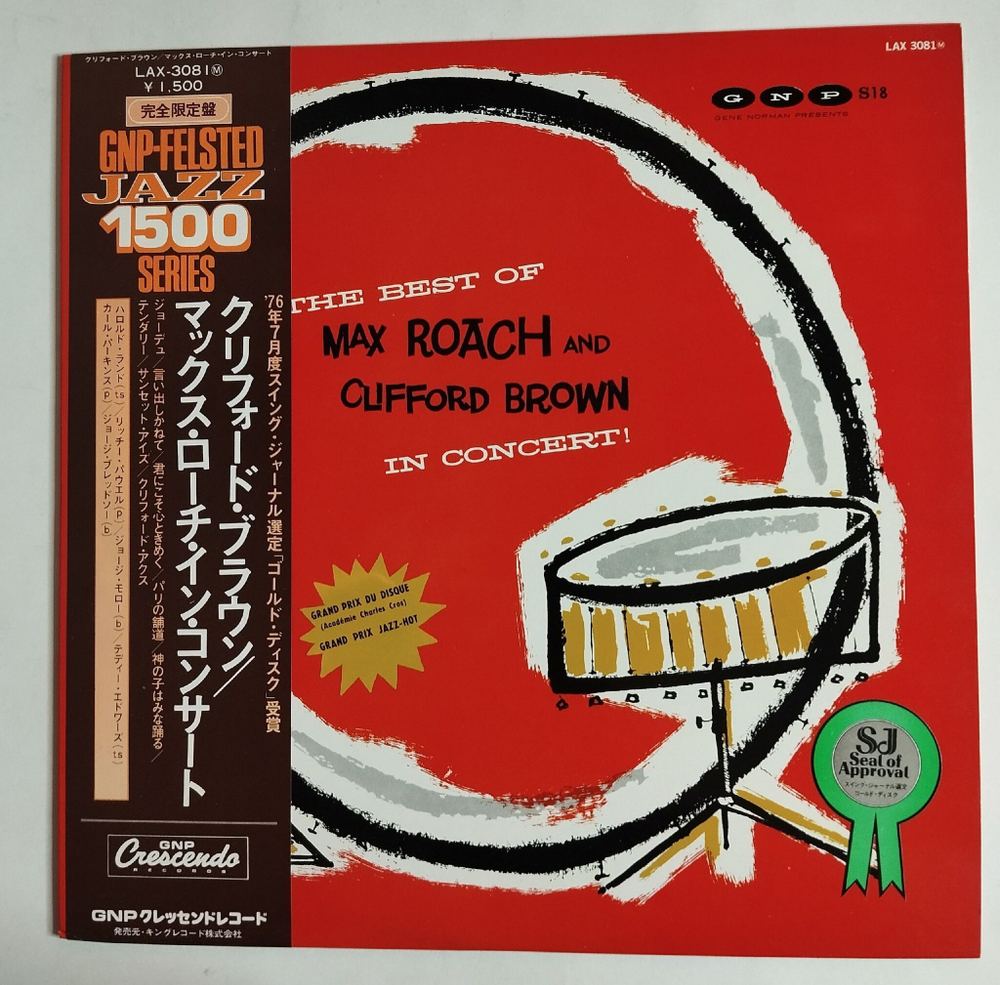 クリフォード・ブラウン/マックス・ローチ・イン・コンサート
LAX-3081Ⓜ
¥1,500
完全限定盤
GNP-FELSTED
JAZZ
1500
SERIES
'76年7月度スイング・ジャーナル選定「ゴールド・ディスク」受賞
クリフォード・ブラウン/
マックス・ローチ・イン・コンサート
ジョーデュ/言い出しかねて/君にこそ心ときめく/パリの舗道/神の子はみな踊る/
テンダリー/サンセット・アイズ/クリフォード・アクス
ハロルド・ランド(ts)/リッチー・パウエル(p)/ジョージ・モロー(b)/テディー・エドワーズ(ts)
カール・パーキンス(p)/ジョージ・ブレッドソー(b)
GNP
Crescendo
RECORDS
GNPクレッセンドレコード
発売元・キングレコード株式会社
LAX 3081Ⓜ
GNP S18
GENE NORMAN PRESENTS
THE BEST OF
MAX ROACH AND
CLIFFORD BROWN
IN CONCERT!
GRAND PRIX DU DISQUE
(Académie Charles Cros)
GRAND PRIX JAZZ-HOT
SJ
Seal of
Approval
スイング・ジャーナル選定
ゴールド・ディスク